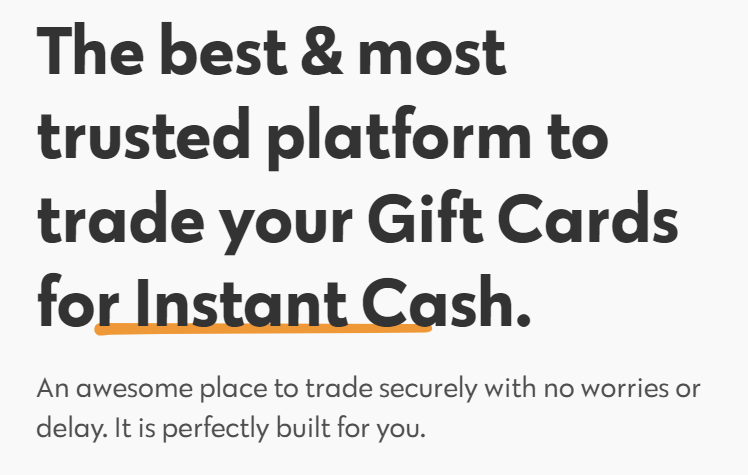 The best & most
trusted platform to
trade your Gift Cards
for Instant Cash.
An awesome place to trade securely with no worries or
delay. It is perfectly built for you.